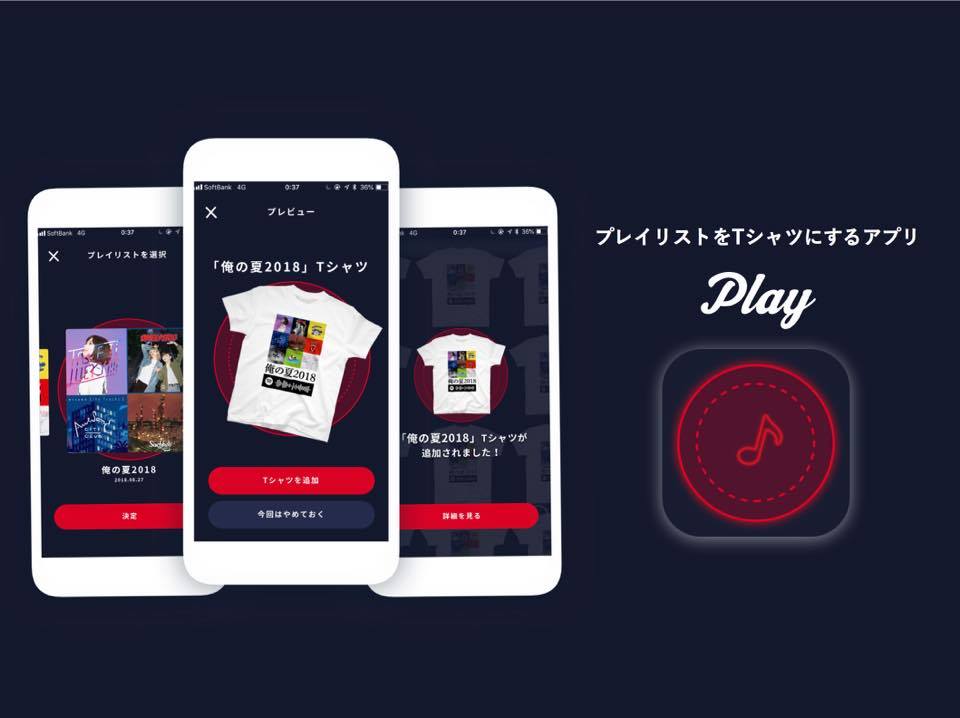 SoftBank 4G 0:37
プレイリストを選択
俺の夏2018
2018.08.27
決定
SoftBank 4G 0:37 36%
プレビュー
「俺の夏2018」Tシャツ
俺の夏2018
Tシャツを追加
今回はやめておく
4G 0:37 36%
俺の夏2018
「俺の夏2018」Tシャツが
追加されました！
詳細を見る
プレイリストをTシャツにするアプリ
Play